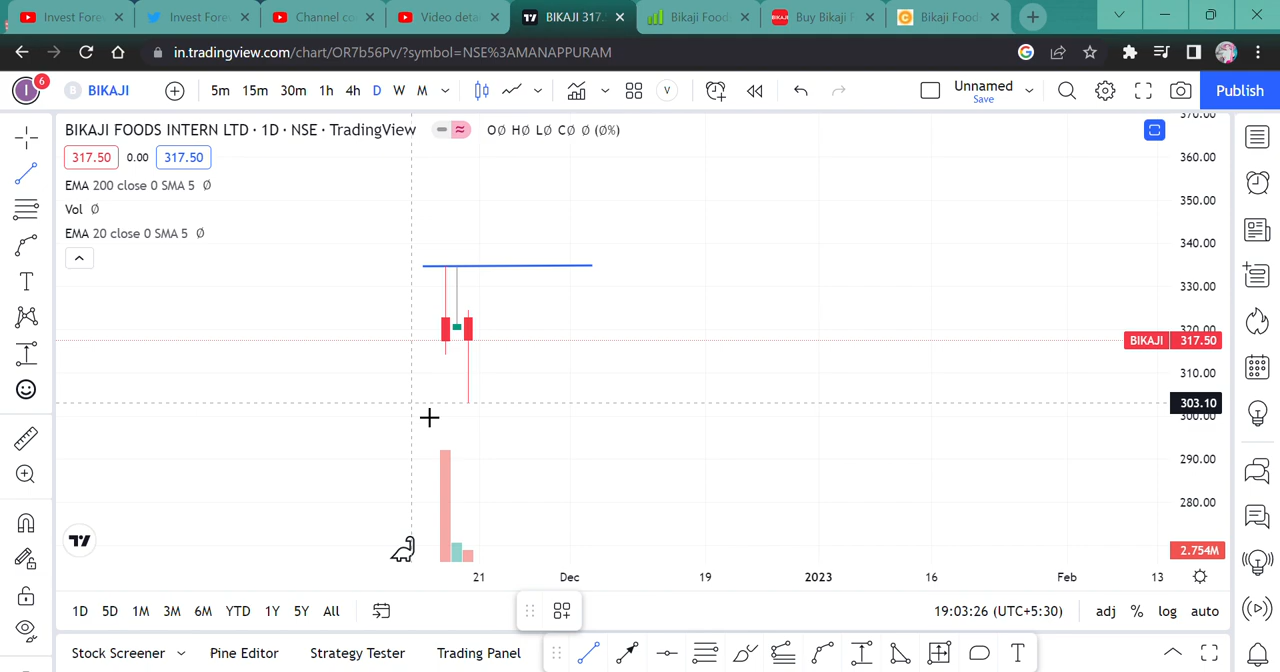 Invest Forev
Invest Forev
Channel co
Video deta
BIKAJI 317.
Bikaji Food
Buy Bikaji F
Bikaji Food
in.tradingview.com/chart/OR7b56Pv/?symbol=NSE%3AMANAPPURAM
I 6 B BIKAJI 5m 15m 30m 1h 4h D W M V Unnamed Save Publish
BIKAJI FOODS INTERN LTD · 1D · NSE · TradingView O∅ H∅ L∅ C∅ ∅ (∅%)
317.50 0.00 317.50
EMA 200 close 0 SMA 5 ∅
Vol ∅
EMA 20 close 0 SMA 5 ∅
370.00
360.00
350.00
340.00
330.00
320.00
BIKAJI 317.50
310.00
303.10
300.00
290.00
280.00
2.754M
21 Dec 19 2023 16 Feb 13
1D 5D 1M 3M 6M YTD 1Y 5Y All 19:03:26 (UTC+5:30) adj % log auto
Stock Screener Pine Editor Strategy Tester Trading Panel